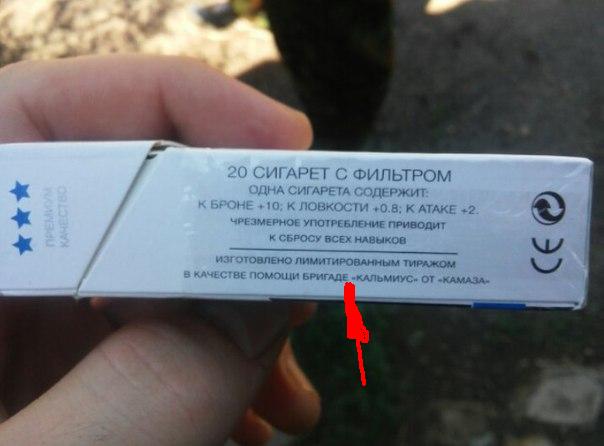 20 СИГАРЕТ С ФИЛЬТРОМ
ОДНА СИГАРЕТА СОДЕРЖИТ:
К БРОНЕ +10; К ЛОВКОСТИ +0.8; К АТАКЕ +2.
ЧРЕЗМЕРНОЕ УПОТРЕБЛЕНИЕ ПРИВОДИТ
К СБРОСУ ВСЕХ НАВЫКОВ
ИЗГОТОВЛЕНО ЛИМИТИРОВАННЫМ ТИРАЖОМ
В КАЧЕСТВЕ ПОМОЩИ БРИГАДЕ «КАЛЬМИУС» ОТ «КАМАЗА»
ПРЕМИУМ
КАЧЕСТВО
CE